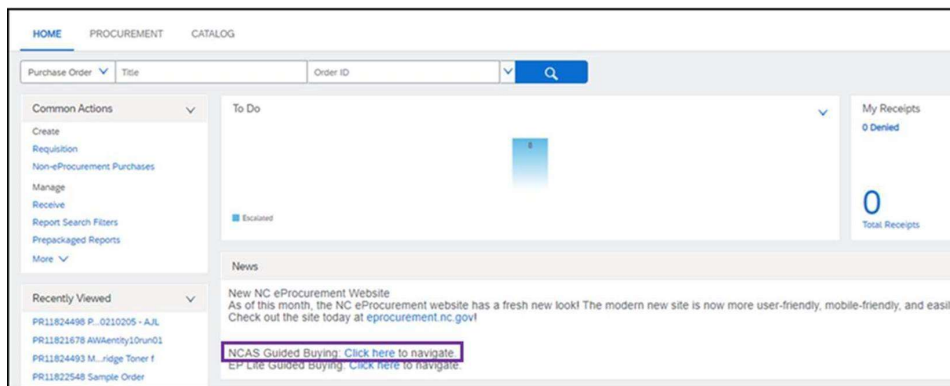 HOME PROCUREMENT CATALOG
Purchase Order Title Order ID
Common Actions
Create
Requisition
Non-eProcurement Purchases
Manage
Receive
Report Search Filters
Prepackaged Reports
More
Recently Viewed
PR11824498 P...0210205 - AJL
PR11821678 AWAentity10run01
PR11824493 M...ridge Toner f
PR11822548 Sample Order
To Do
8
Escalated
News
New NC eProcurement Website
As of this month, the NC eProcurement website has a fresh new look! The modern new site is now more user-friendly, mobile-friendly, and easil
Check out the site today at eprocurement.nc.gov!
NCAS Guided Buying: Click here to navigate.
EP Lite Guided Buying: Click here to navigate.
My Receipts
0 Denied
0
Total Receipts